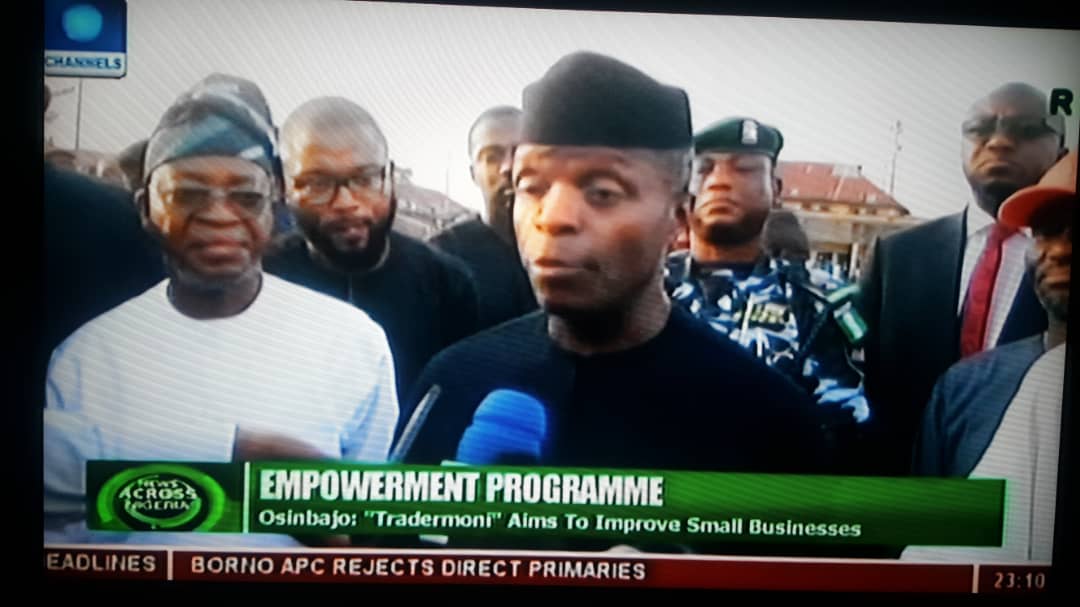 CHANNELS
R
NEWS
ACROSS
NIGERIA
EMPOWERMENT PROGRAMME
Osinbajo: "Tradermoni" Aims To Improve Small Businesses
EADLINES
BORNO APC REJECTS DIRECT PRIMARIES
23:10